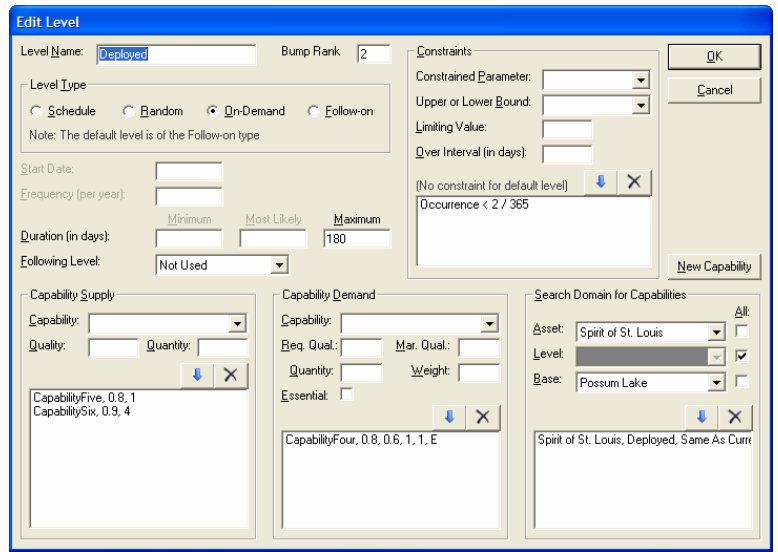 Edit Level
Level Name: Deployed
Bump Rank 2
Level Type
Schedule Random On-Demand Follow-on
Note: The default level is of the Follow-on type
Start Date:
Frequency (per year):
Minimum Most Likely Maximum
Duration (in days): 180
Following Level: Not Used
Constraints
Constrained Parameter:
Upper or Lower Bound:
Limiting Value:
Over Interval (in days):
(No constraint for default level)
Occurrence < 2 / 365
OK
Cancel
New Capability
Capability Supply
Capability:
Quality: Quantity:
CapabilityFive, 0.8, 1
CapabilitySix, 0.9, 4
Capability Demand
Capability:
Req. Qual.: Mar. Qual.:
Quantity: Weight:
Essential:
CapabilityFour, 0.8, 0.6, 1, 1, E
Search Domain for Capabilities
All:
Asset: Spirit of St. Louis
Level:
Base: Possum Lake
Spirit of St. Louis, Deployed, Same As Curre